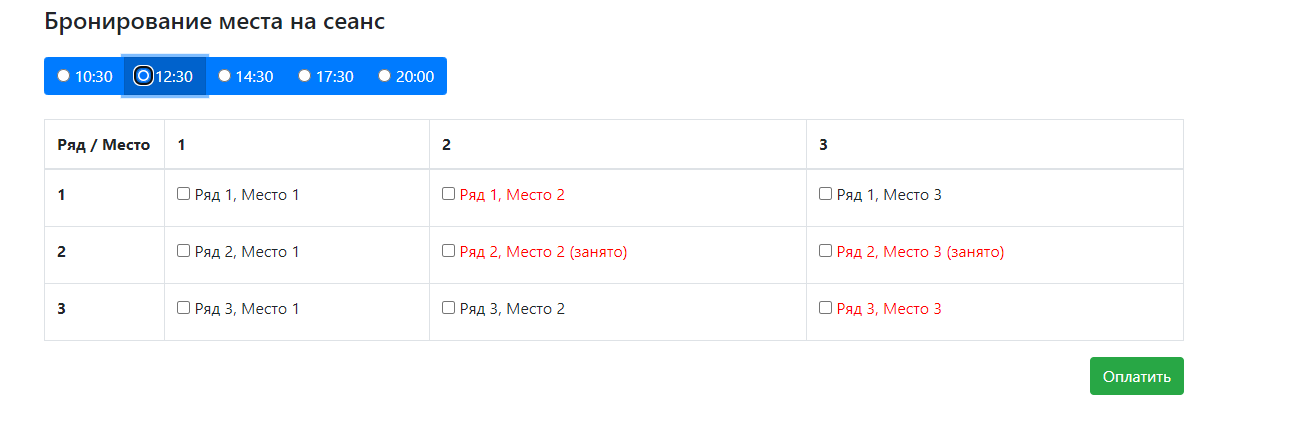 Бронирование места на сеанс
10:30 12:30 14:30 17:30 20:00
Ряд / Место 1 2 3
1 Ряд 1, Место 1 Ряд 1, Место 2 Ряд 1, Место 3
2 Ряд 2, Место 1 Ряд 2, Место 2 (занято) Ряд 2, Место 3 (занято)
3 Ряд 3, Место 1 Ряд 3, Место 2 Ряд 3, Место 3
Оплатить